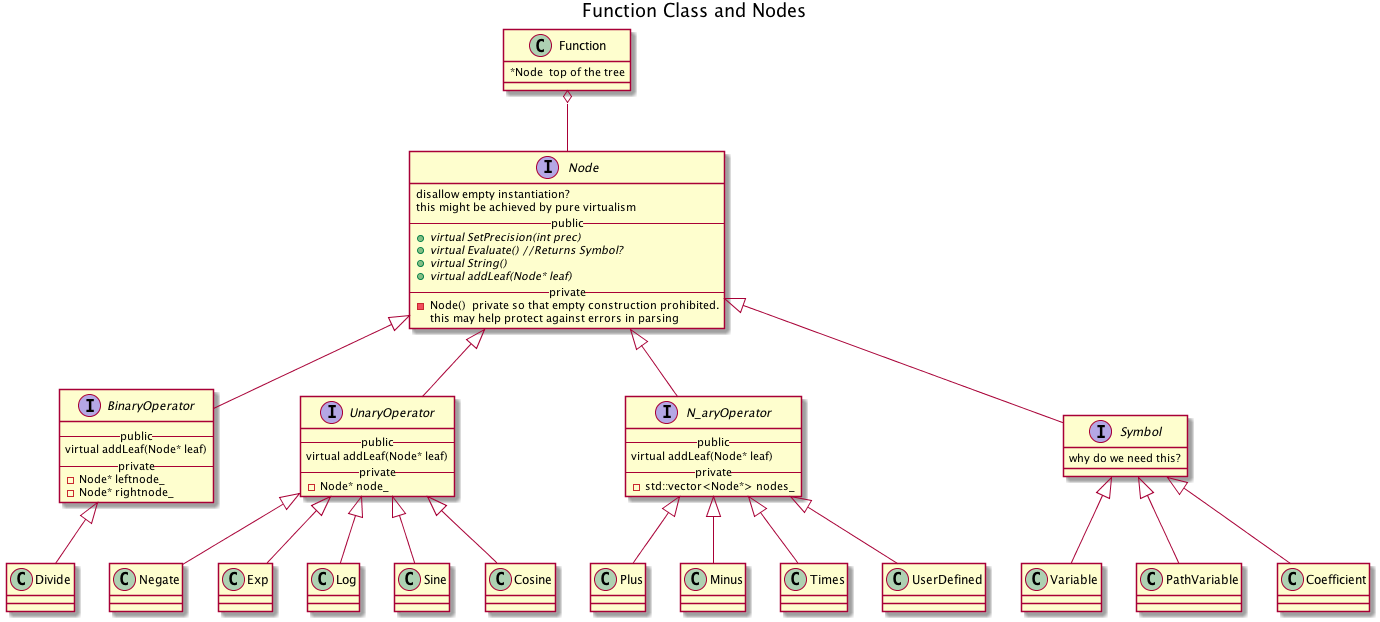 Function Class and Nodes
C Function
*Node  top of the tree
I Node
disallow empty instantiation?
this might be achieved by pure virtualism
public
virtual SetPrecision(int prec)
virtual Evaluate() //Returns Symbol?
virtual String()
virtual addLeaf(Node* leaf)
private
Node()  private so that empty construction prohibited.
this may help protect against errors in parsing
I BinaryOperator
public
virtual addLeaf(Node* leaf)
private
Node* leftnode_
Node* rightnode_
I UnaryOperator
public
virtual addLeaf(Node* leaf)
private
Node* node_
I N_aryOperator
public
virtual addLeaf(Node* leaf)
private
std::vector<Node*> nodes_
I Symbol
why do we need this?
C Divide
C Negate
C Exp
C Log
C Sine
C Cosine
C Plus
C Minus
C Times
C UserDefined
C Variable
C PathVariable
C Coefficient